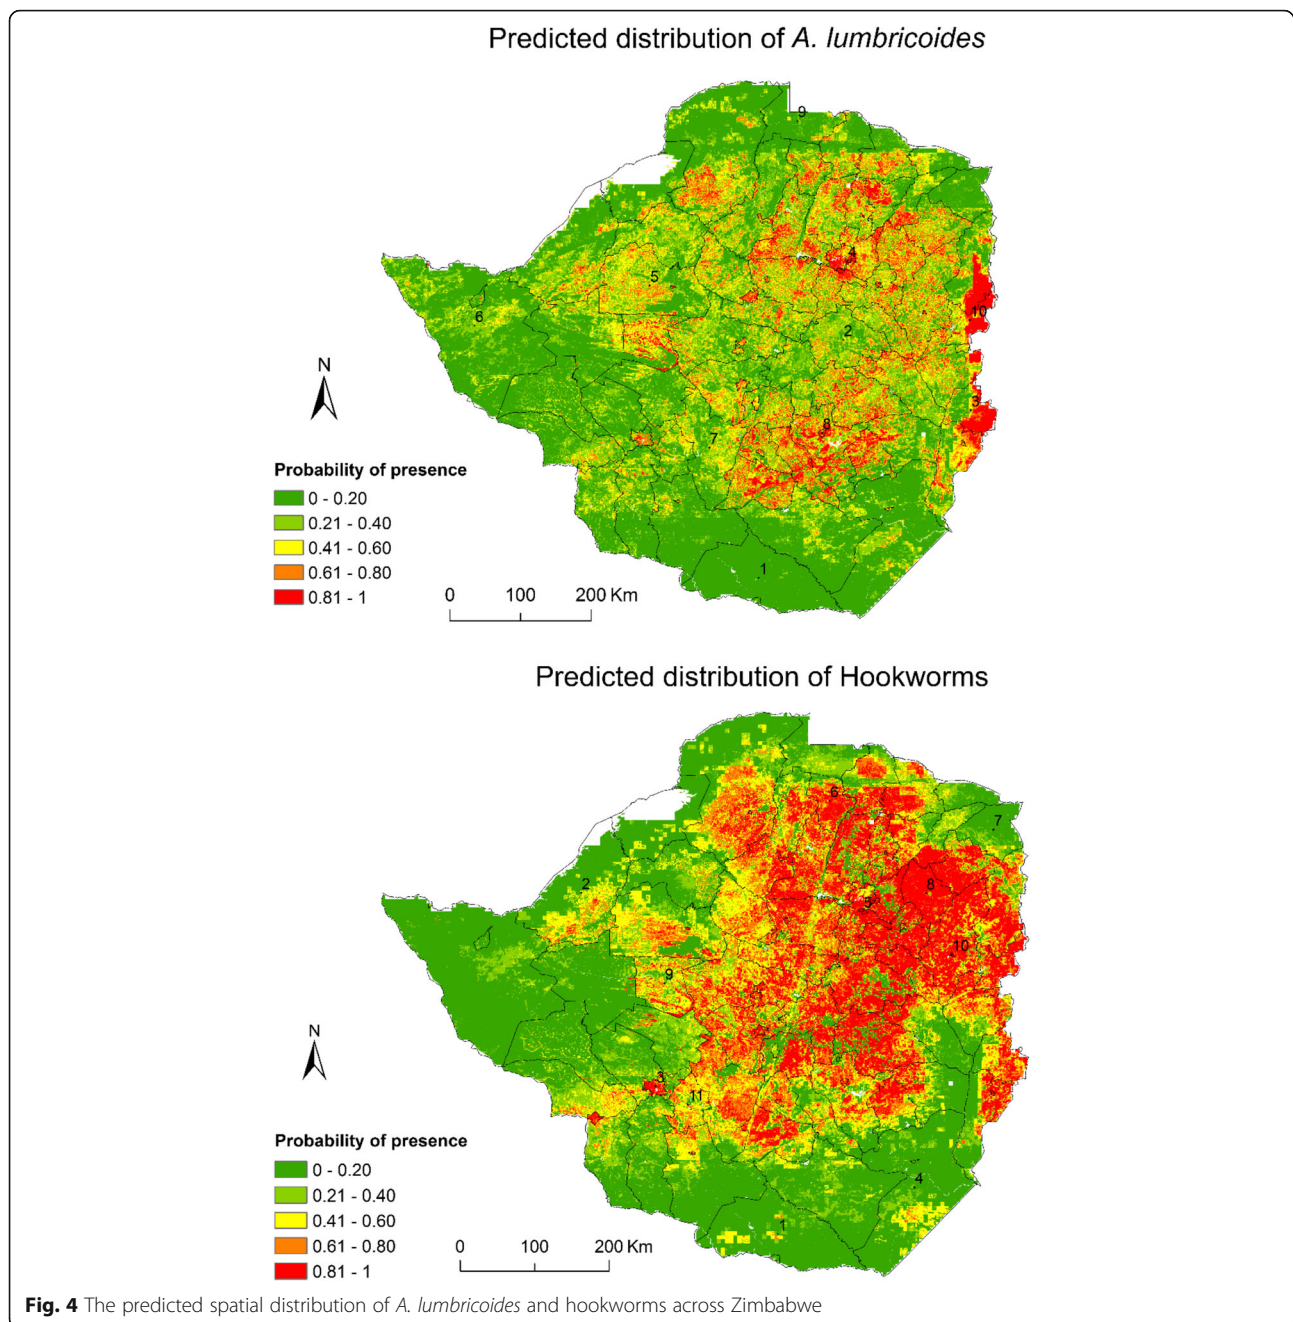 Predicted distribution of A. lumbricoides
9
4
5
10
6
2
3
8
7
1
N
Probability of presence
0 - 0.20
0.21 - 0.40
0.41 - 0.60
0.61 - 0.80
0.81 - 1
0 100 200 Km
Predicted distribution of Hookworms
6
7
2
8
5
10
9
3
11
4
1
N
Probability of presence
0 - 0.20
0.21 - 0.40
0.41 - 0.60
0.61 - 0.80
0.81 - 1
0 100 200 Km
Fig. 4 The predicted spatial distribution of A. lumbricoides and hookworms across Zimbabwe